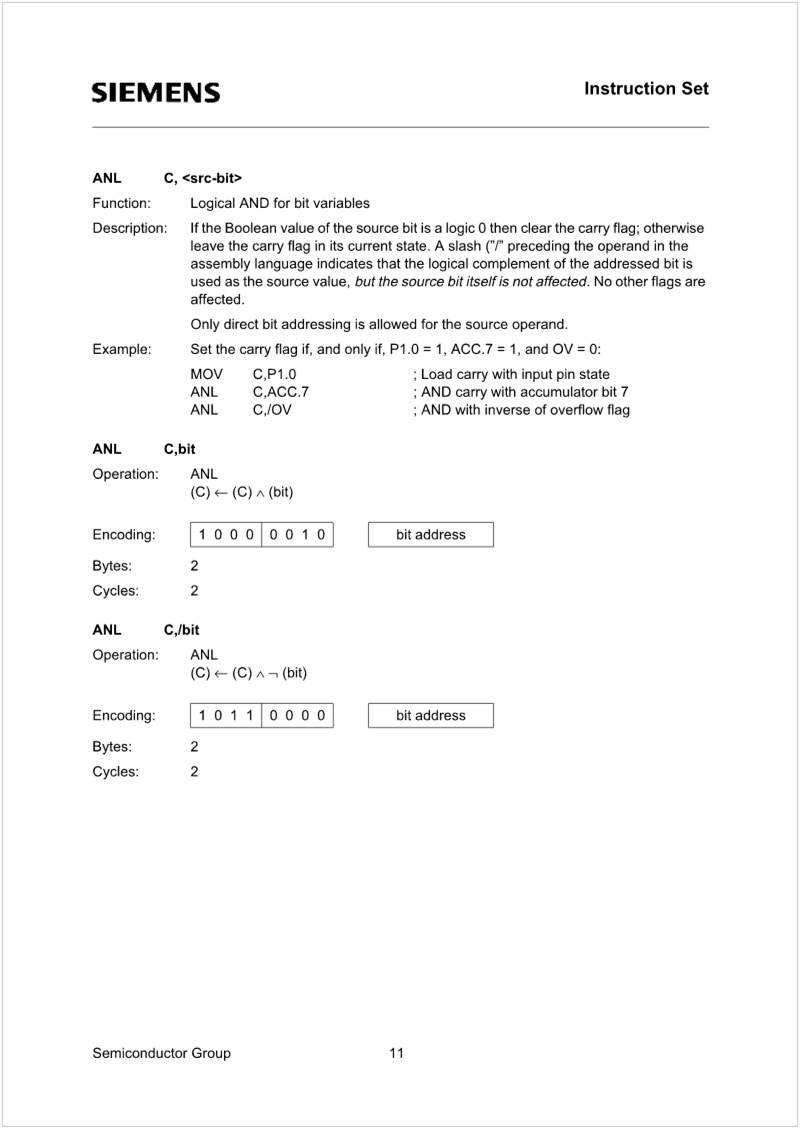 SIEMENS
Instruction Set
ANL C, <src-bit>
Function: Logical AND for bit variables
Description: If the Boolean value of the source bit is a logic 0 then clear the carry flag; otherwise
leave the carry flag in its current state. A slash (”/” preceding the operand in the
assembly language indicates that the logical complement of the addressed bit is
used as the source value, but the source bit itself is not affected. No other flags are
affected.
Only direct bit addressing is allowed for the source operand.
Example: Set the carry flag if, and only if, P1.0 = 1, ACC.7 = 1, and OV = 0:
MOV C,P1.0 ; Load carry with input pin state
ANL C,ACC.7 ; AND carry with accumulator bit 7
ANL C,/OV ; AND with inverse of overflow flag
ANL C,bit
Operation: ANL
(C) ← (C) ∧ (bit)
Encoding: 1 0 0 0 0 0 1 0 bit address
Bytes: 2
Cycles: 2
ANL C,/bit
Operation: ANL
(C) ← (C) ∧ ¬ (bit)
Encoding: 1 0 1 1 0 0 0 0 bit address
Bytes: 2
Cycles: 2
Semiconductor Group 11